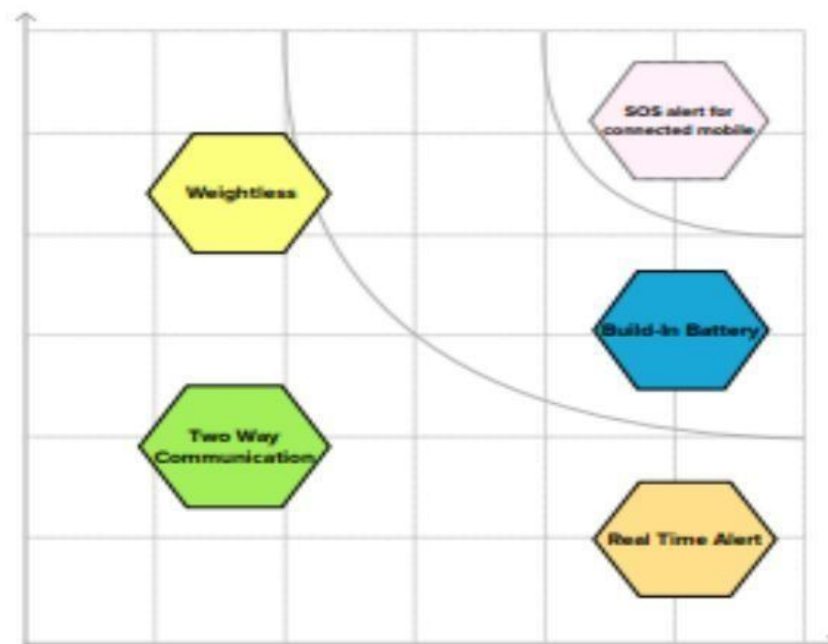 SOS alert for
connected mobile
Weightless
Build-In Battery
Two Way
Communication
Real Time Alert